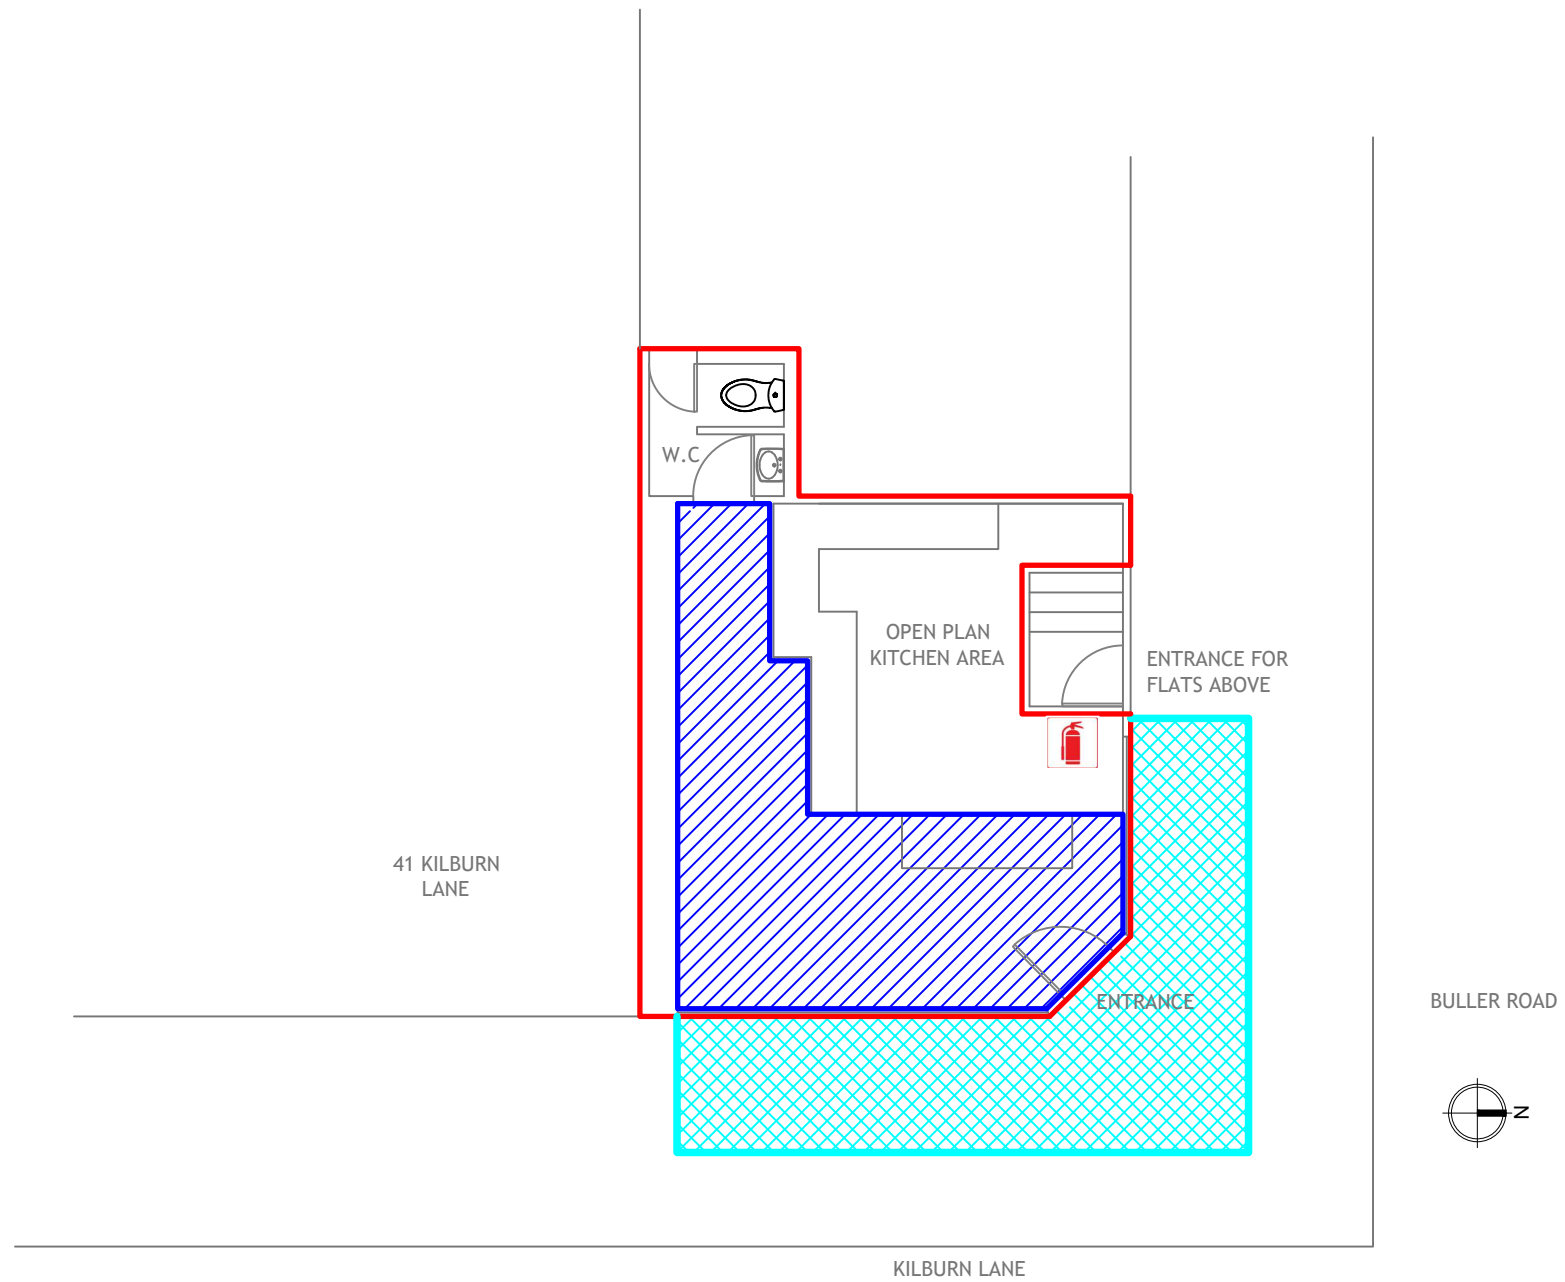 W.C
OPEN PLAN
KITCHEN AREA
ENTRANCE FOR
FLATS ABOVE
41 KILBURN
LANE
ENTRANCE
BULLER ROAD
N
KILBURN LANE